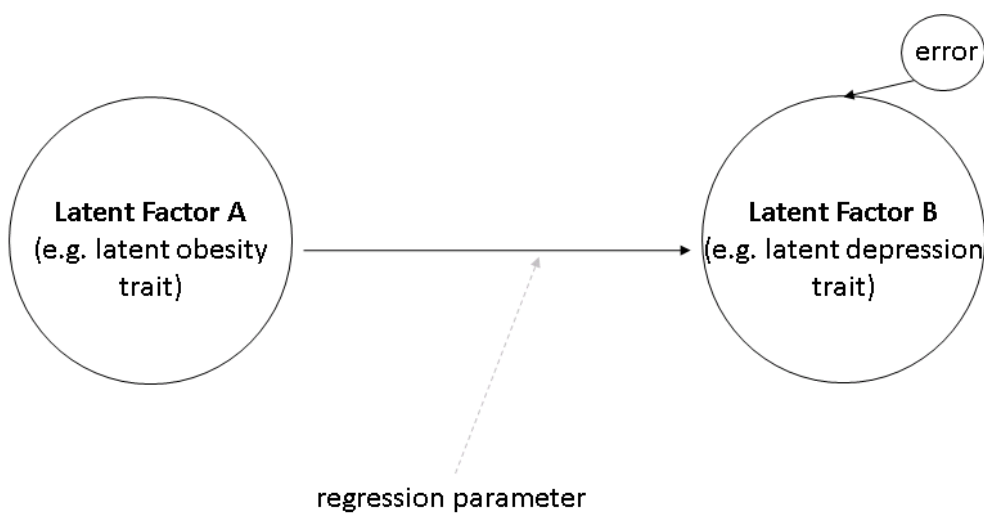 error
Latent Factor A
(e.g. latent obesity
trait)
Latent Factor B
(e.g. latent depression
trait)
regression parameter